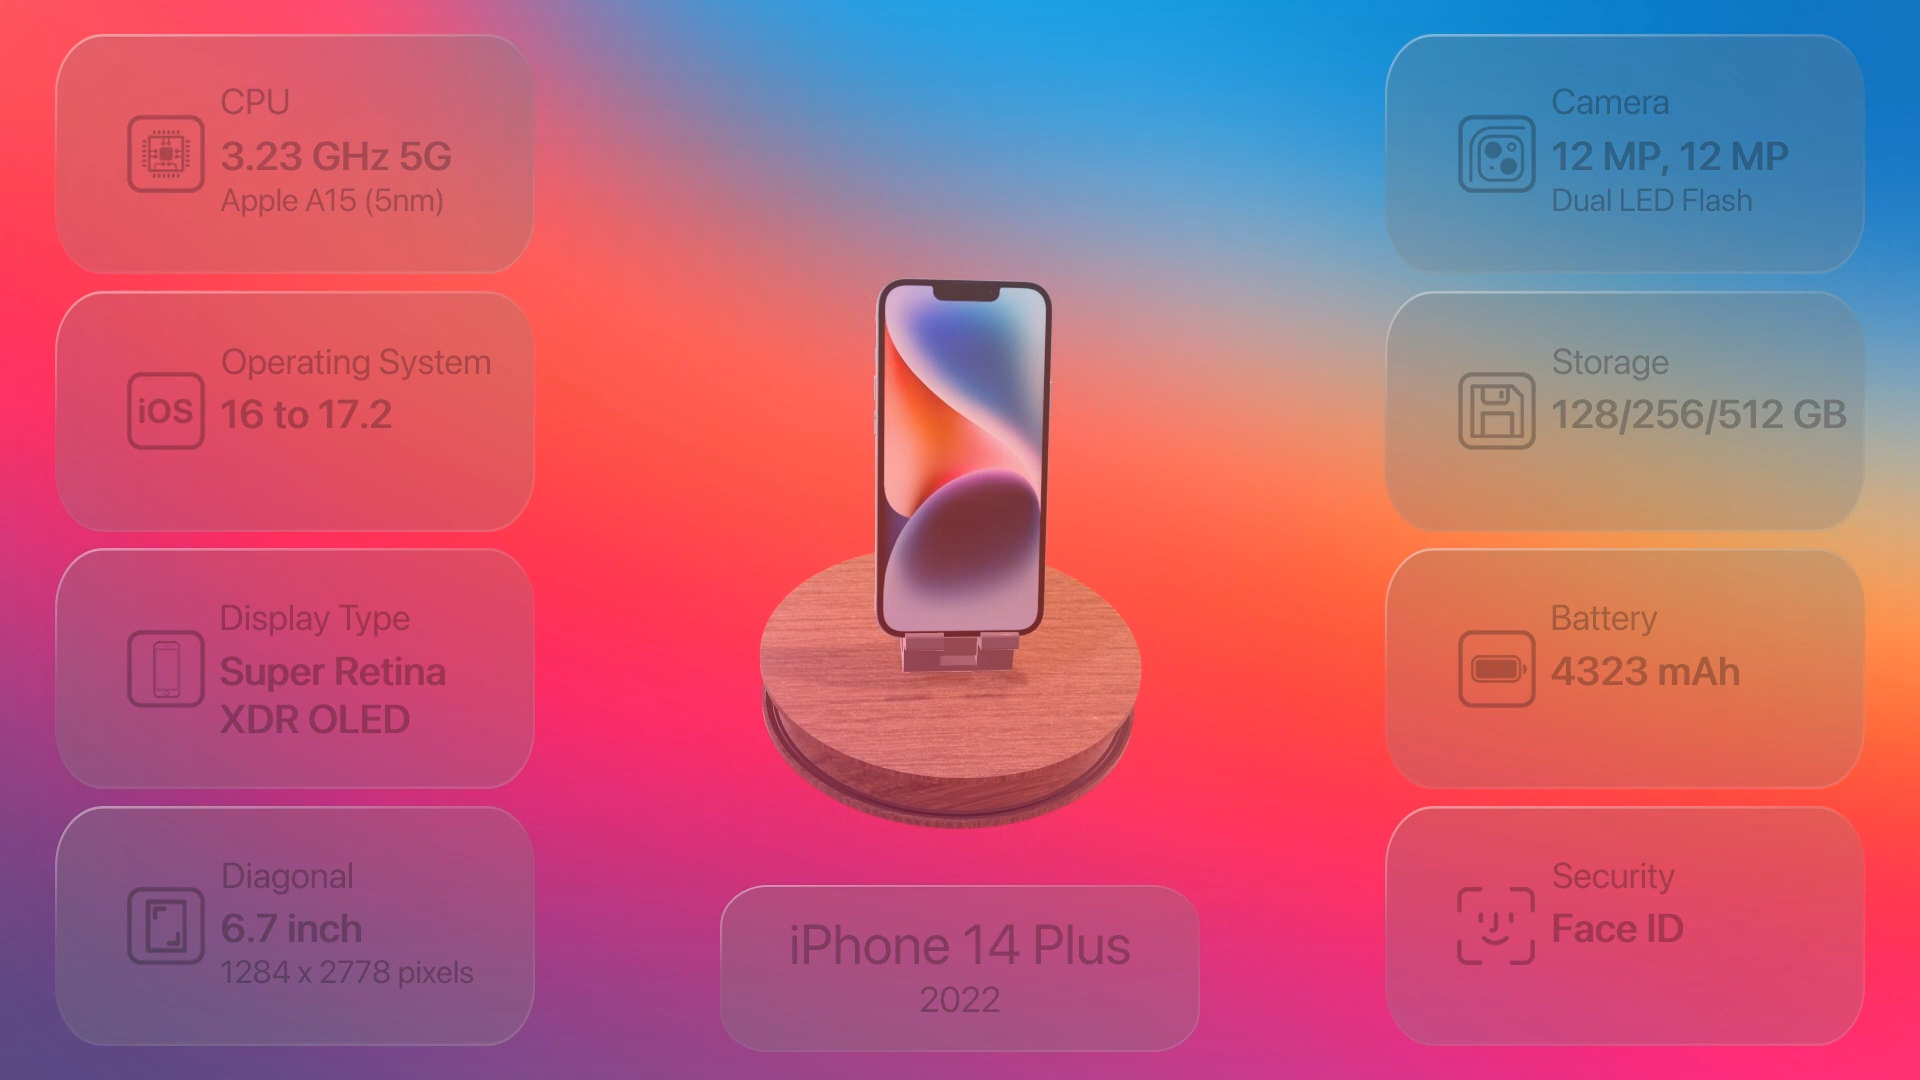 CPU
3.23 GHz 5G
Apple A15 (5nm)
Operating System
iOS
16 to 17.2
Display Type
Super Retina
XDR OLED
Diagonal
6.7 inch
1284 x 2778 pixels
iPhone 14 Plus
2022
Camera
12 MP, 12 MP
Dual LED Flash
Storage
128/256/512 GB
Battery
4323 mAh
Security
Face ID